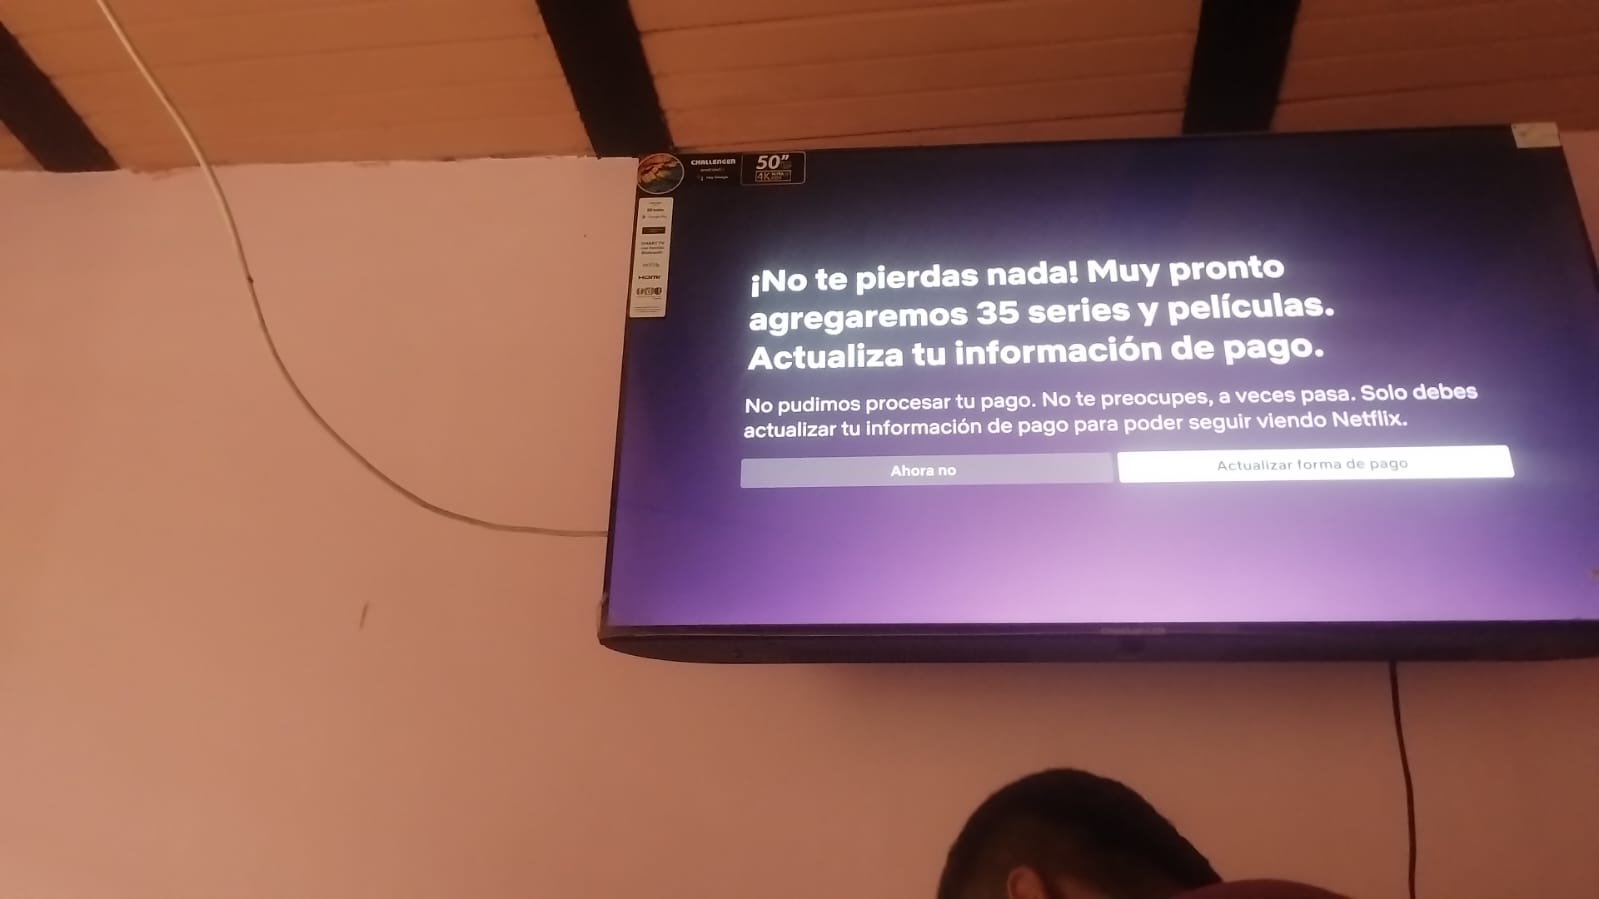 CHALLENGER
50”
4K
HDMI
¡No te pierdas nada! Muy pronto
agregaremos 35 series y películas.
Actualiza tu información de pago.
No pudimos procesar tu pago. No te preocupes, a veces pasa. Solo debes
actualizar tu información de pago para poder seguir viendo Netflix.
Ahora no
Actualizar forma de pago